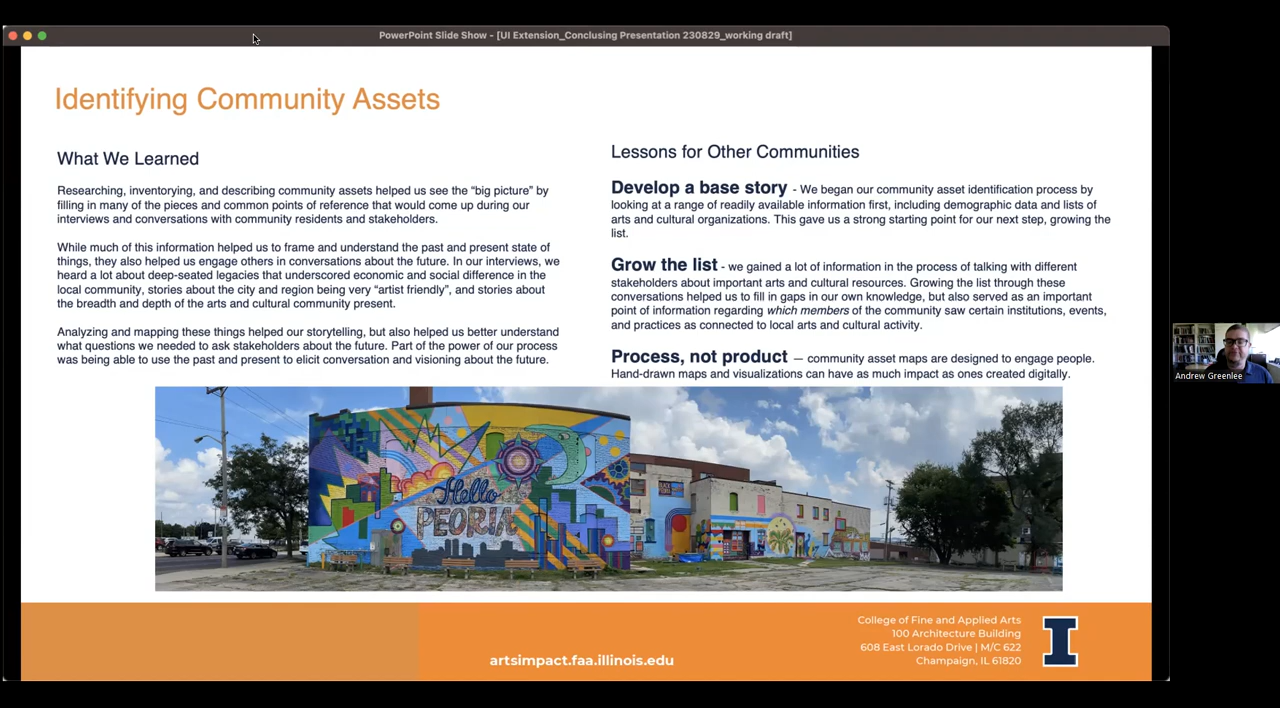 PowerPoint Slide Show - [UI Extension_Conclusing Presentation 230829_working draft]
Identifying Community Assets
What We Learned
Researching, inventorying, and describing community assets helped us see the “big picture” by
filling in many of the pieces and common points of reference that would come up during our
interviews and conversations with community residents and stakeholders.
While much of this information helped us to frame and understand the past and present state of
things, they also helped us engage others in conversations about the future. In our interviews, we
heard a lot about deep-seated legacies that underscored economic and social difference in the
local community, stories about the city and region being very “artist friendly”, and stories about
the breadth and depth of the arts and cultural community present.
Analyzing and mapping these things helped our storytelling, but also helped us better understand
what questions we needed to ask stakeholders about the future. Part of the power of our process
was being able to use the past and present to elicit conversation and visioning about the future.
Lessons for Other Communities
Develop a base story - We began our community asset identification process by
looking at a range of readily available information first, including demographic data and lists of
arts and cultural organizations. This gave us a strong starting point for our next step, growing the
list.
Grow the list - we gained a lot of information in the process of talking with different
stakeholders about important arts and cultural resources. Growing the list through these
conversations helped us to fill in gaps in our own knowledge, but also served as an important
point of information regarding which members of the community saw certain institutions, events,
and practices as connected to local arts and cultural activity.
Process, not product — community asset maps are designed to engage people.
Hand-drawn maps and visualizations can have as much impact as ones created digitally.
Hello
PEORIA
artsimpact.faa.illinois.edu
College of Fine and Applied Arts
100 Architecture Building
608 East Lorado Drive | M/C 622
Champaign, IL 61820
I
Andrew Greenlee